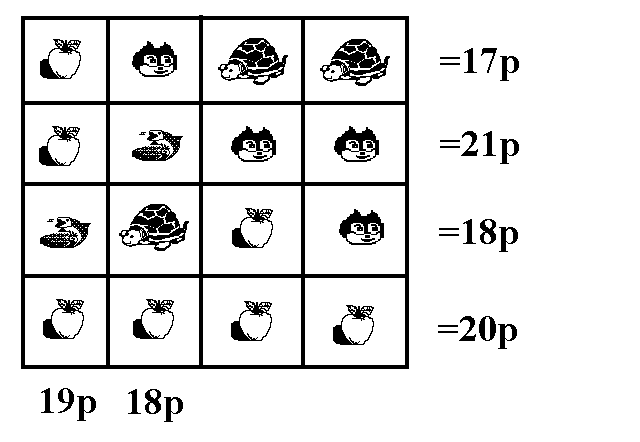 =17p
=21p
=18p
=20p
19p 18p